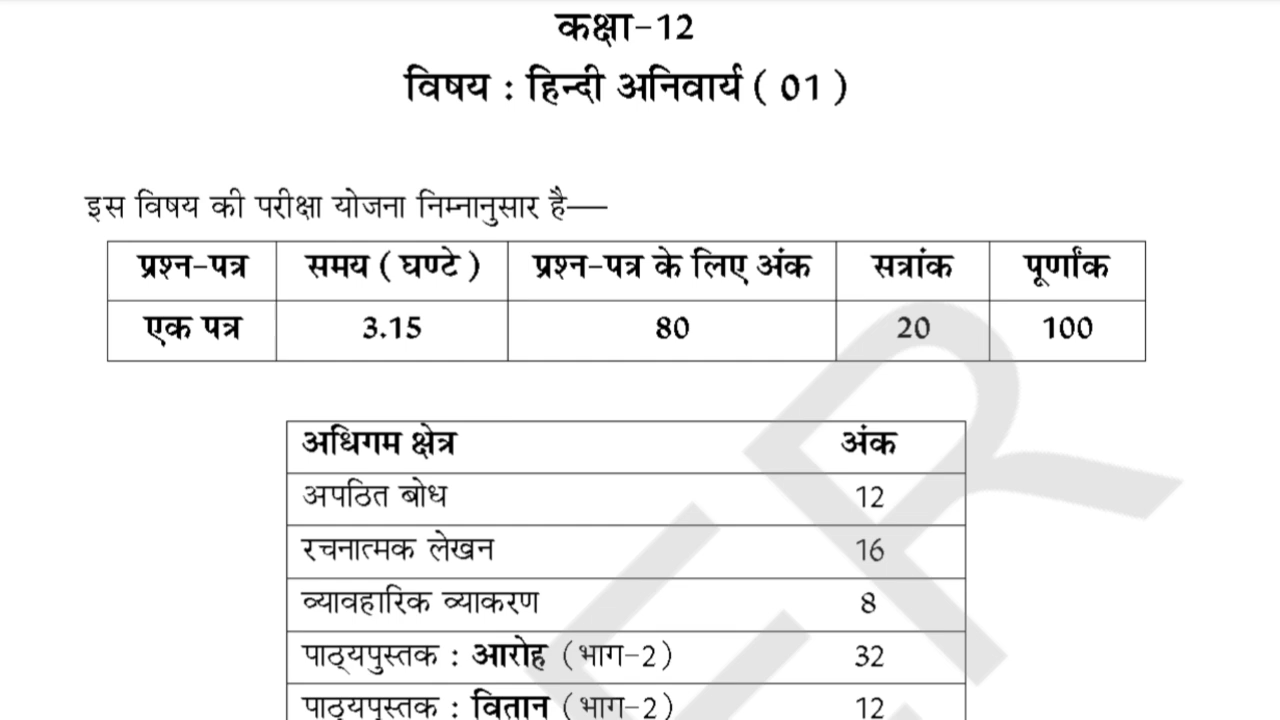 कक्षा-12
विषय : हिन्दी अनिवार्य ( 01 )
इस विषय की परीक्षा योजना निम्नानुसार है—
प्रश्न-पत्र समय ( घण्टे ) प्रश्न-पत्र के लिए अंक सत्रांक पूर्णांक
एक पत्र 3.15 80 20 100
अधिगम क्षेत्र अंक
अपठित बोध 12
रचनात्मक लेखन 16
व्यावहारिक व्याकरण 8
पाठ्यपुस्तक : आरोह (भाग-2) 32
पाठ्यपुस्तक : वितान (भाग-2) 12
ER